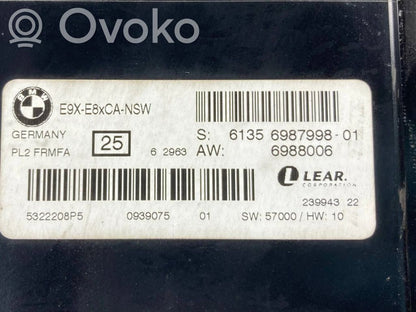 Ovoko
BMW
E9X-E8xCA-NSW
GERMANY 25
PL2 FRMFA 6 2963
S: 6135 6987998-01
AW: 6988006
LEAR.
CORPORATION
239943 22
5322208P5 0939075 01 SW: 57000 / HW: 10